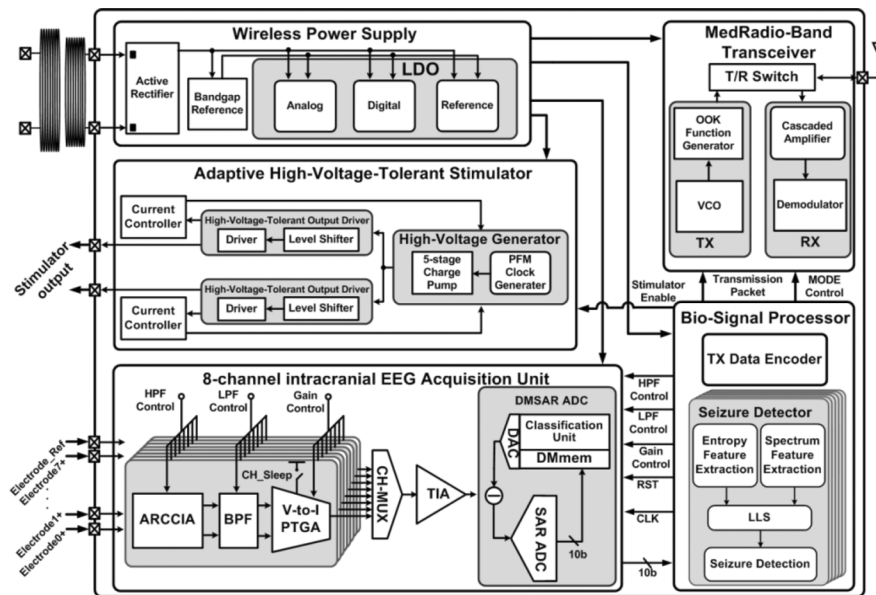 Wireless Power Supply
Active
Rectifier
Bandgap
Reference
LDO
Analog
Digital
Reference
MedRadio-Band
Transceiver
T/R Switch
OOK
Function
Generator
VCO
TX
Cascaded
Amplifier
Demodulator
RX
Adaptive High-Voltage-Tolerant Stimulator
Current
Controller
High-Voltage-Tolerant Output Driver
Driver
Level Shifter
High-Voltage Generator
5-stage
Charge
Pump
PFM
Clock
Generator
High-Voltage-Tolerant Output Driver
Driver
Level Shifter
Current
Controller
Stimulator
output
Stimulator
Enable
Transmission
Packet
MODE
Control
Bio-Signal Processor
TX Data Encoder
Seizure Detector
Entropy
Feature
Extraction
Spectrum
Feature
Extraction
LLS
Seizure Detection
HPF
Control
LPF
Control
Gain
Control
RST
CLK
10b
8-channel intracranial EEG Acquisition Unit
HPF
Control
LPF
Control
Gain
Control
CH_Sleep
ARCCIA
BPF
V-to-I
PTGA
CH-MUX
TIA
DMSAR ADC
DAC
Classification
Unit
DMmem
SAR ADC
10b
Electrode_Ref
Electrode7+
Electrode1+
Electrode0+